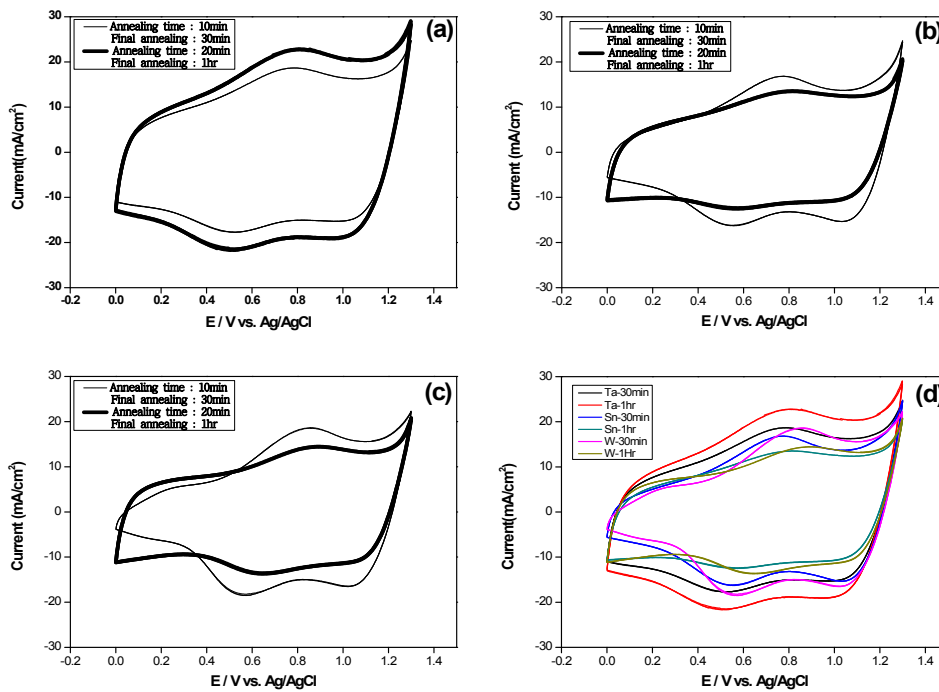 (a)
Annealing time : 10min
Final annealing : 30min
Annealing time : 20min
Final annealing : 1hr
30
20
10
0
-10
-20
-30
Current(mA/cm²)
-0.2 0.0 0.2 0.4 0.6 0.8 1.0 1.2 1.4
E / V vs. Ag/AgCl
(b)
Annealing time : 10min
Final annealing : 30min
Annealing time : 20min
Final annealing : 1hr
30
20
10
0
-10
-20
-30
Current (mA/cm²)
-0.2 0.0 0.2 0.4 0.6 0.8 1.0 1.2 1.4
E / V vs. Ag/AgCl
(c)
Annealing time : 10min
Final annealing : 30min
Annealing time : 20min
Final annealing : 1hr
30
20
10
0
-10
-20
-30
Current (mA/cm²)
-0.2 0.0 0.2 0.4 0.6 0.8 1.0 1.2 1.4
E / V vs. Ag/AgCl
(d)
Ta-30min
Ta-1hr
Sn-30min
Sn-1hr
W-30min
W-1Hr
30
20
10
0
-10
-20
-30
Current(mA/cm²)
-0.2 0.0 0.2 0.4 0.6 0.8 1.0 1.2 1.4
E / V vs. Ag/AgCl